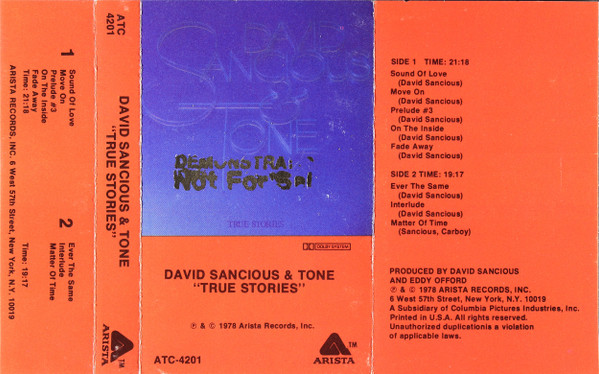 1
Sound Of Love
Move On
Prelude #3
On The Inside
Fade Away
Time: 21:18
2
Ever The Same
Interlude
Matter Of Time
Time: 19:17
ARISTA RECORDS, INC. 6 West 57th Street, New York, N.Y. 10019
ATC
4201
DAVID SANCIOUS & TONE
"TRUE STORIES"
ARISTA
TM
DAVID
SANCIOUS
TONE
Not For
TRUE STORIES
DOLBY SYSTEM
DAVID SANCIOUS & TONE
"TRUE STORIES"
℗ & © 1978 Arista Records, Inc.
ATC-4201
ARISTA
TM
SIDE 1 TIME: 21:18
Sound Of Love
(David Sancious)
Move On
(David Sancious)
Prelude #3
(David Sancious)
On The Inside
(David Sancious)
Fade Away
(David Sancious)
SIDE 2 TIME: 19:17
Ever The Same
(David Sancious)
Interlude
(David Sancious)
Matter Of Time
(Sancious, Carboy)
PRODUCED BY DAVID SANCIOUS
AND EDDY OFFORD
℗ & © 1978 ARISTA RECORDS, INC.
6 West 57th Street, New York, N.Y. 10019
A Subsidiary of Columbia Pictures Industries, Inc.
Printed in U.S.A. All rights reserved.
Unauthorized duplicationis a violation
of applicable laws.